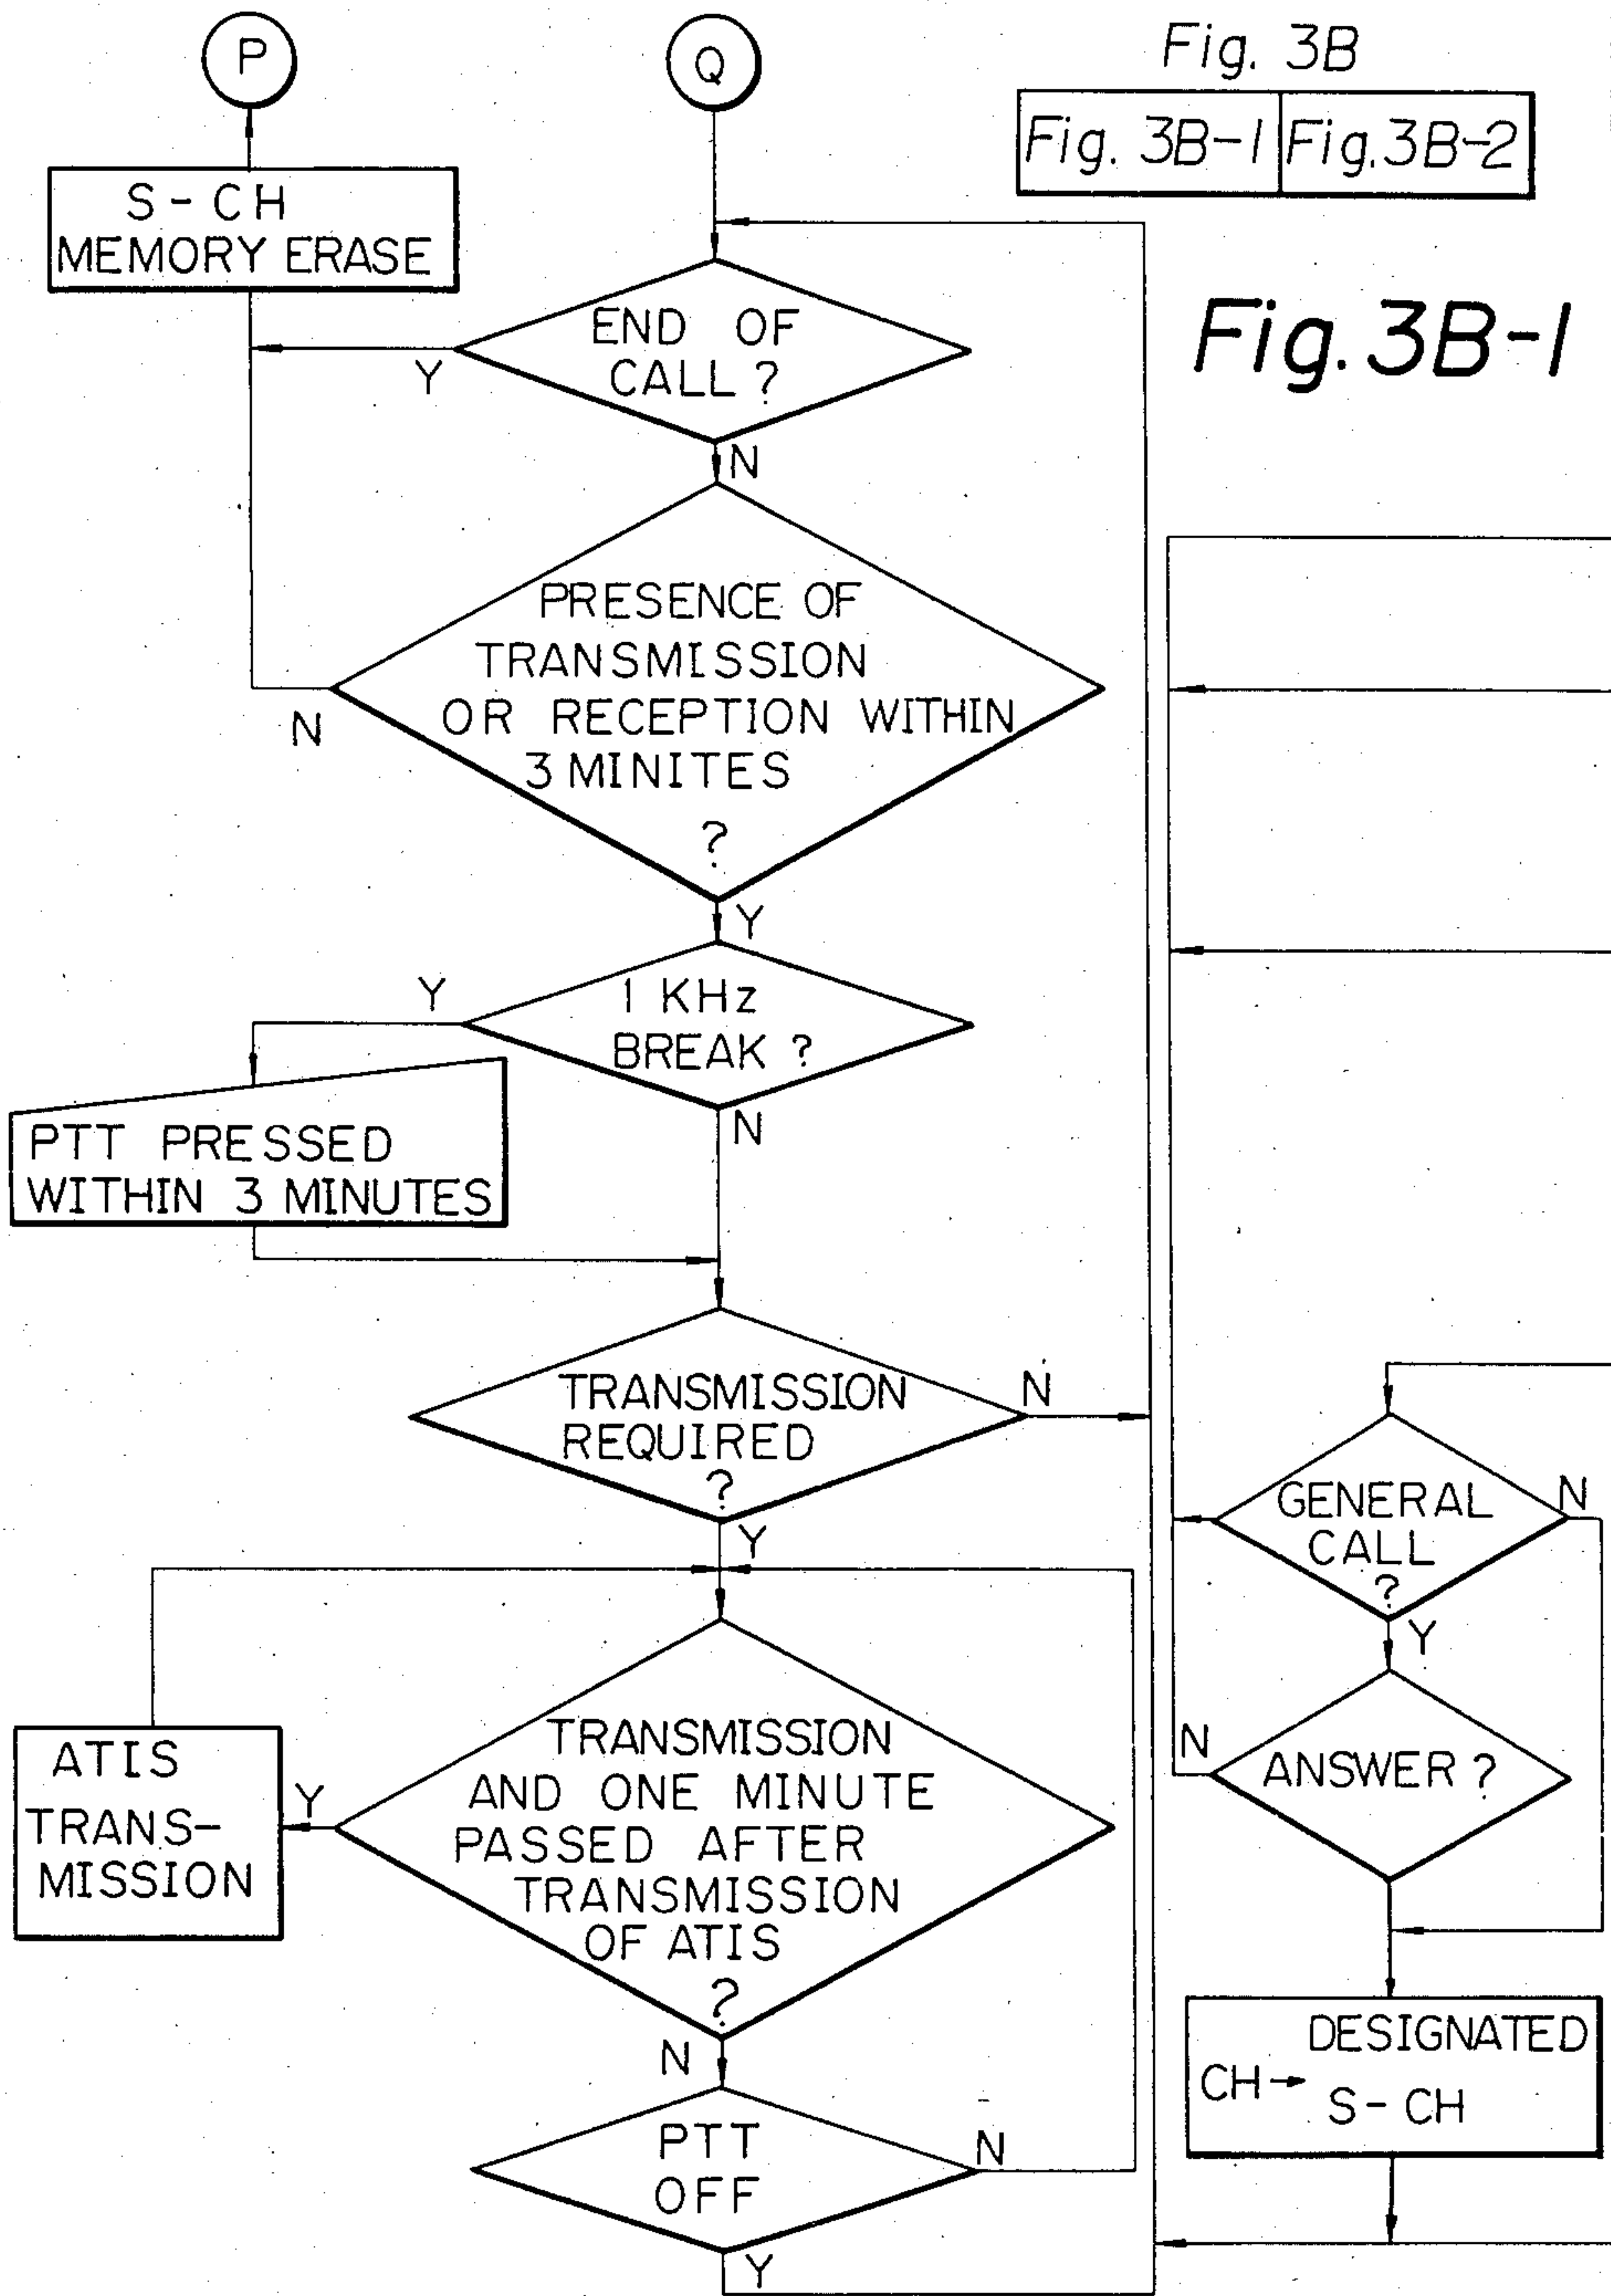 P
Q
Fig. 3B
Fig. 3B-1
Fig.3B-2
Fig. 3B-1
S-CH
MEMORY ERASE
END OF
CALL ?
Y
N
PRESENCE OF
TRANSMISSION
OR RECEPTION WITHIN
3 MINITES
?
N
Y
1 KHz
BREAK ?
Y
N
PTT PRESSED
WITHIN 3 MINUTES
TRANSMISSION
REQUIRED
?
N
Y
TRANSMISSION
AND ONE MINUTE
PASSED AFTER
TRANSMISSION
OF ATIS
?
Y
N
ATIS
TRANS-
MISSION
PTT
OFF
N
Y
GENERAL
CALL
?
N
Y
ANSWER ?
N
DESIGNATED
CH→
S-CH